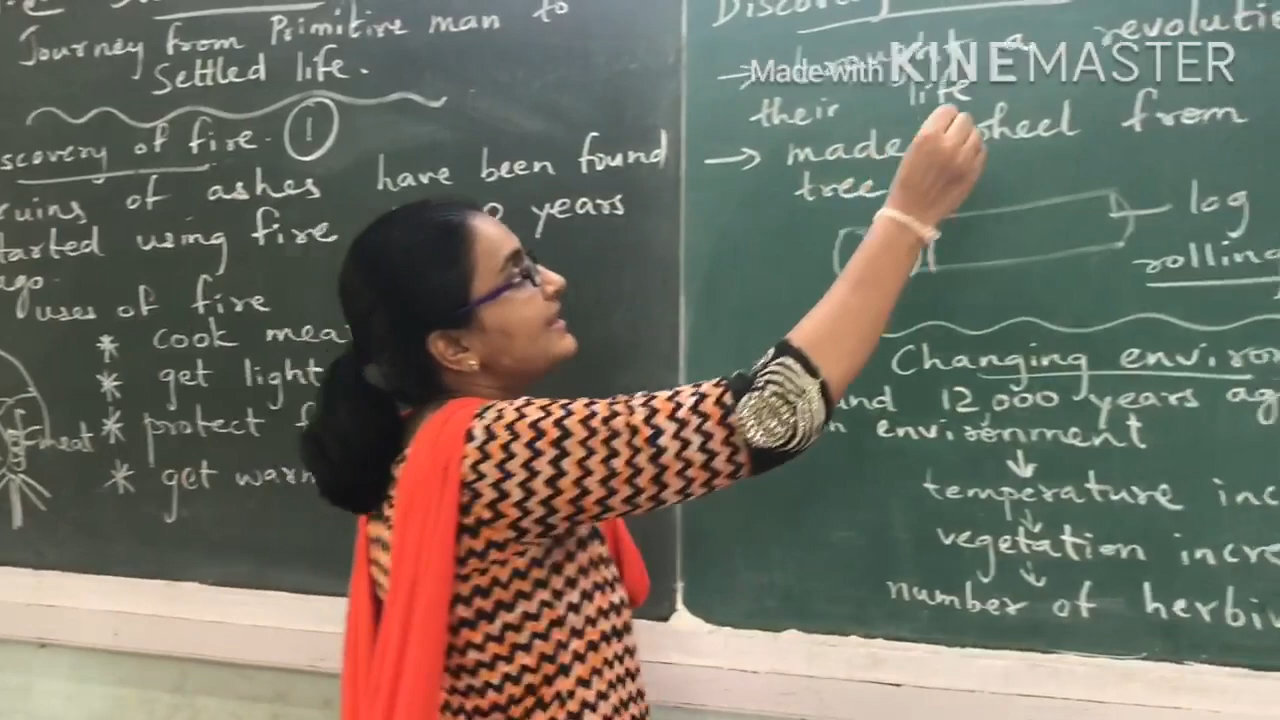 Journey from Primitive man to
Settled life.
scovery of fire. 1
ruins of ashes have been found
tarted using fire years
ago.
uses of fire
* cook mea
* get light
meat * protect f
* get warm
Discovery
→ a revoluti
their life
Made with KINEMASTER
→ made wheel from
tree
log
rolling
Changing enviro
und 12,000 years ag
n environment
↓
temperature inc
↓
vegetation incre
↓
number of herbiv